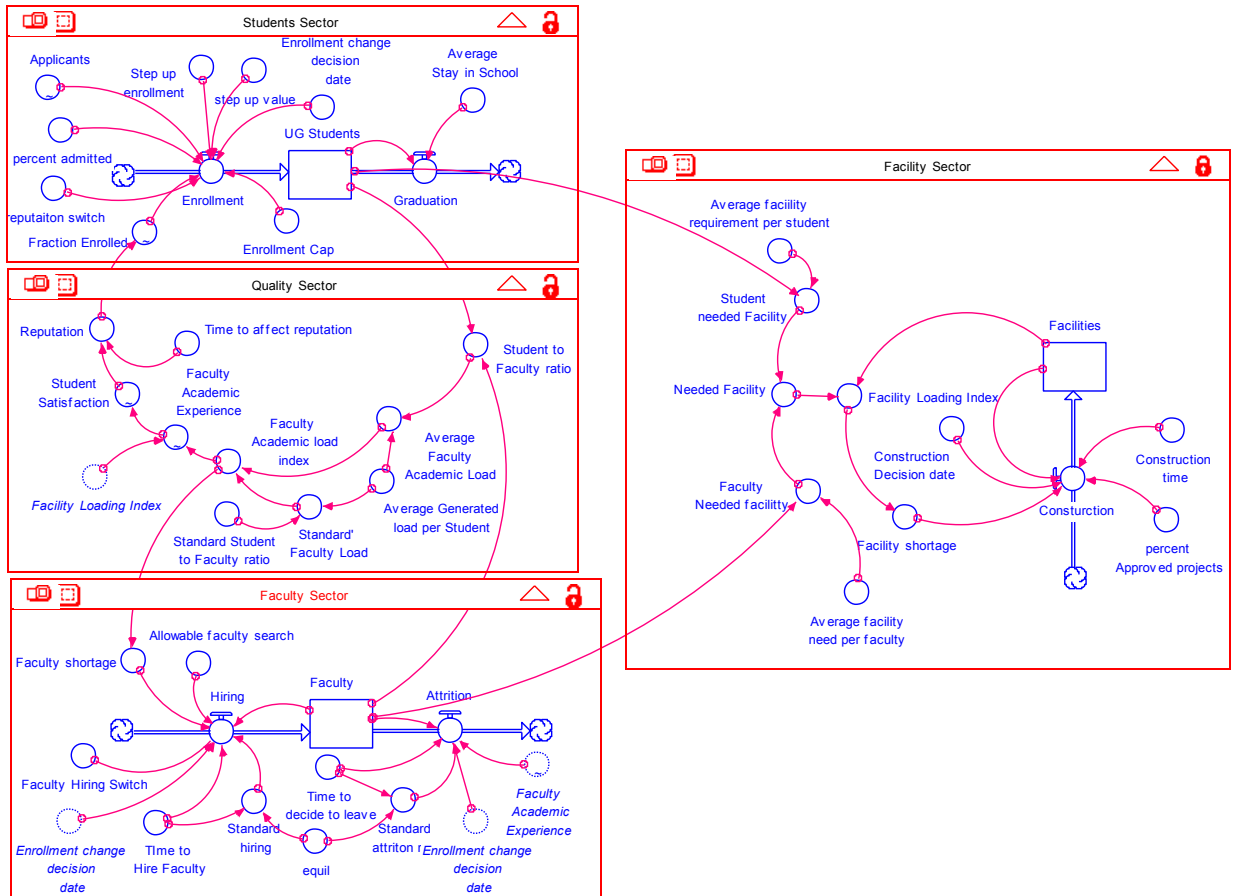 Students Sector
Applicants
Step up
enrollment
step up value
Enrollment change
decision
date
Average
Stay in School
percent admitted
UG Students
reputaiton switch
Enrollment
Graduation
Fraction Enrolled
Enrollment Cap
Quality Sector
Reputation
Time to affect reputation
Student to
Faculty ratio
Student
Satisfaction
Faculty
Academic
Experience
Faculty
Academic load
index
Average
Faculty
Academic Load
Facility Loading Index
Standard Student
to Faculty ratio
Standard'
Faculty Load
Average Generated
load per Student
Faculty Sector
Allowable faculty search
Faculty shortage
Hiring
Faculty
Attrition
Faculty Hiring Switch
Time to
decide to leave
Faculty
Academic
Experience
Enrollment change
decision
date
TIme to
Hire Faculty
Standard
hiring
equil
Standard
attriton r
Enrollment change
decision
date
Facility Sector
Average faciility
requirement per student
Student
needed Facility
Facilities
Needed Facility
Facility Loading Index
Construction
Decision date
Construction
time
Faculty
Needed facilitty
Facility shortage
Consturction
percent
Approved projects
Average facility
need per faculty